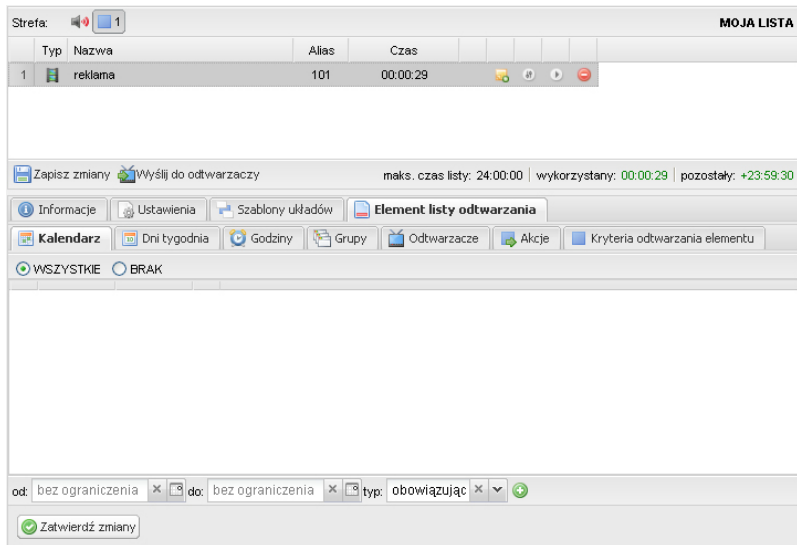 Strefa: 1 MOJA LISTA
Typ Nazwa Alias Czas
1 reklama 101 00:00:29
Zapisz zmiany Wyślij do odtwarzaczy maks. czas listy: 24:00:00 wykorzystany: 00:00:29 pozostały: +23:59:30
Informacje Ustawienia Szablony układów Element listy odtwarzania
Kalendarz Dni tygodnia Godziny Grupy Odtwarzacze Akcje Kryteria odtwarzania elementu
WSZYSTKIE BRAK
od: bez ograniczenia do: bez ograniczenia typ: obowiązując
Zatwierdź zmiany